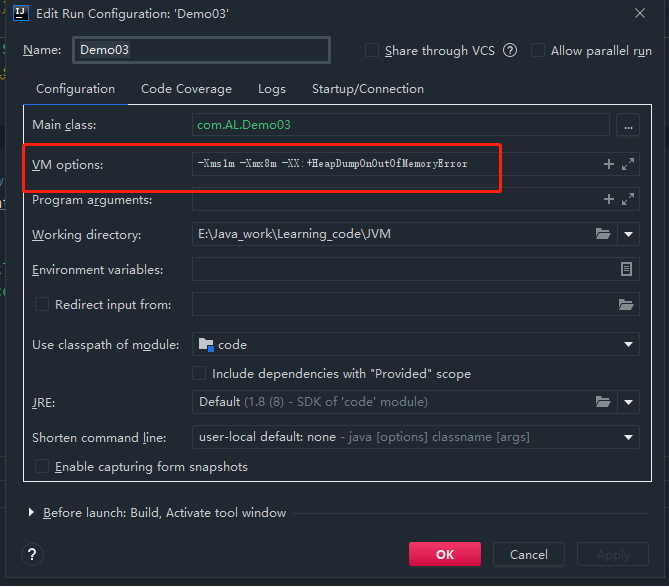 IJ Edit Run Configuration: 'Demo03'
Name: Demo03 Share through VCS ? Allow parallel run
Configuration Code Coverage Logs Startup/Connection
Main class: com.AL.Demo03 ...
VM options: -Xms1m -Xmx8m -XX:+HeapDumpOnOutOfMemoryError
Program arguments:
Working directory: E:\Java_work\Learning_code\JVM
Environment variables:
Redirect input from:
Use classpath of module: code
Include dependencies with "Provided" scope
JRE: Default (1.8 (8) - SDK of 'code' module)
Shorten command line: user-local default: none - java [options] classname [args]
Enable capturing form snapshots
Before launch: Build, Activate tool window
? OK Cancel Apply